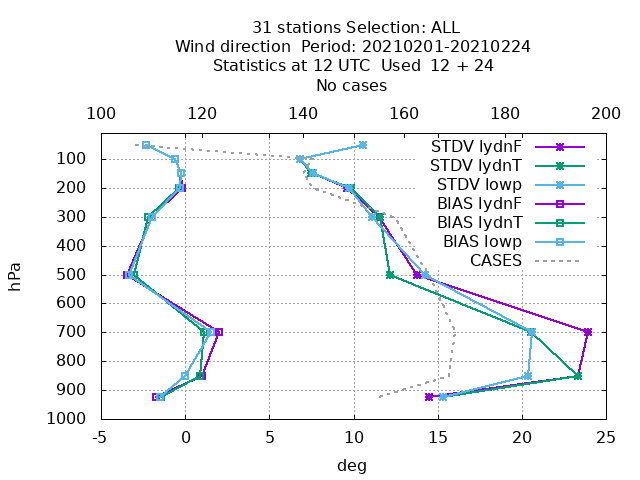 31 stations Selection: ALL
Wind direction  Period: 20210201-20210224
Statistics at 12 UTC  Used  12 + 24
No cases
100 120 140 160 180 200
STDV lydnF
STDV lydnT
STDV lowp
BIAS lydnF
BIAS lydnT
BIAS lowp
CASES
100
200
300
400
500
600
700
800
900
1000
hPa
-5 0 5 10 15 20 25
deg